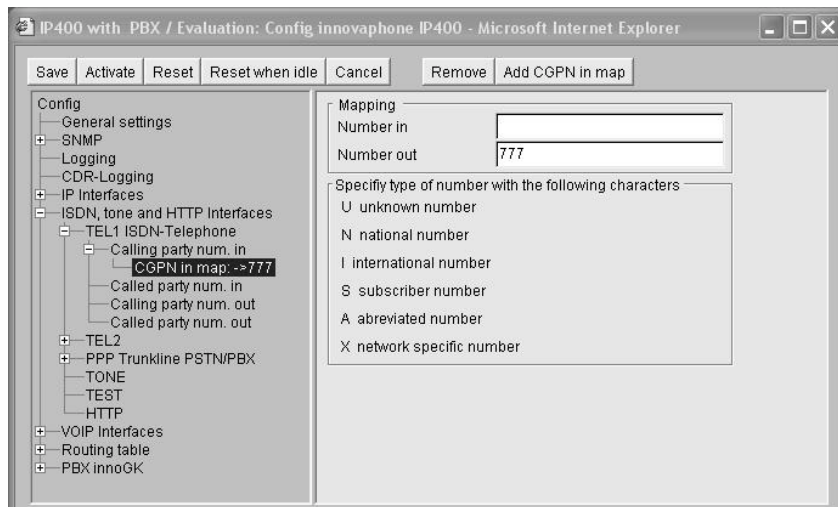 IP400 with PBX / Evaluation: Config innovaphone IP400 - Microsoft Internet Explorer
Save Activate Reset Reset when idle Cancel Remove Add CGPN in map
Config
General settings
SNMP
Logging
CDR-Logging
IP Interfaces
ISDN, tone and HTTP Interfaces
TEL1 ISDN-Telephone
Calling party num. in
CGPN in map: ->777
Called party num. in
Calling party num. out
Called party num. out
TEL2
PPP Trunkline PSTN/PBX
TONE
TEST
HTTP
VOIP Interfaces
Routing table
PBX innoGK
Mapping
Number in
Number out 777
Specifiy type of number with the following characters
U unknown number
N national number
I international number
S subscriber number
A abreviated number
X network specific number